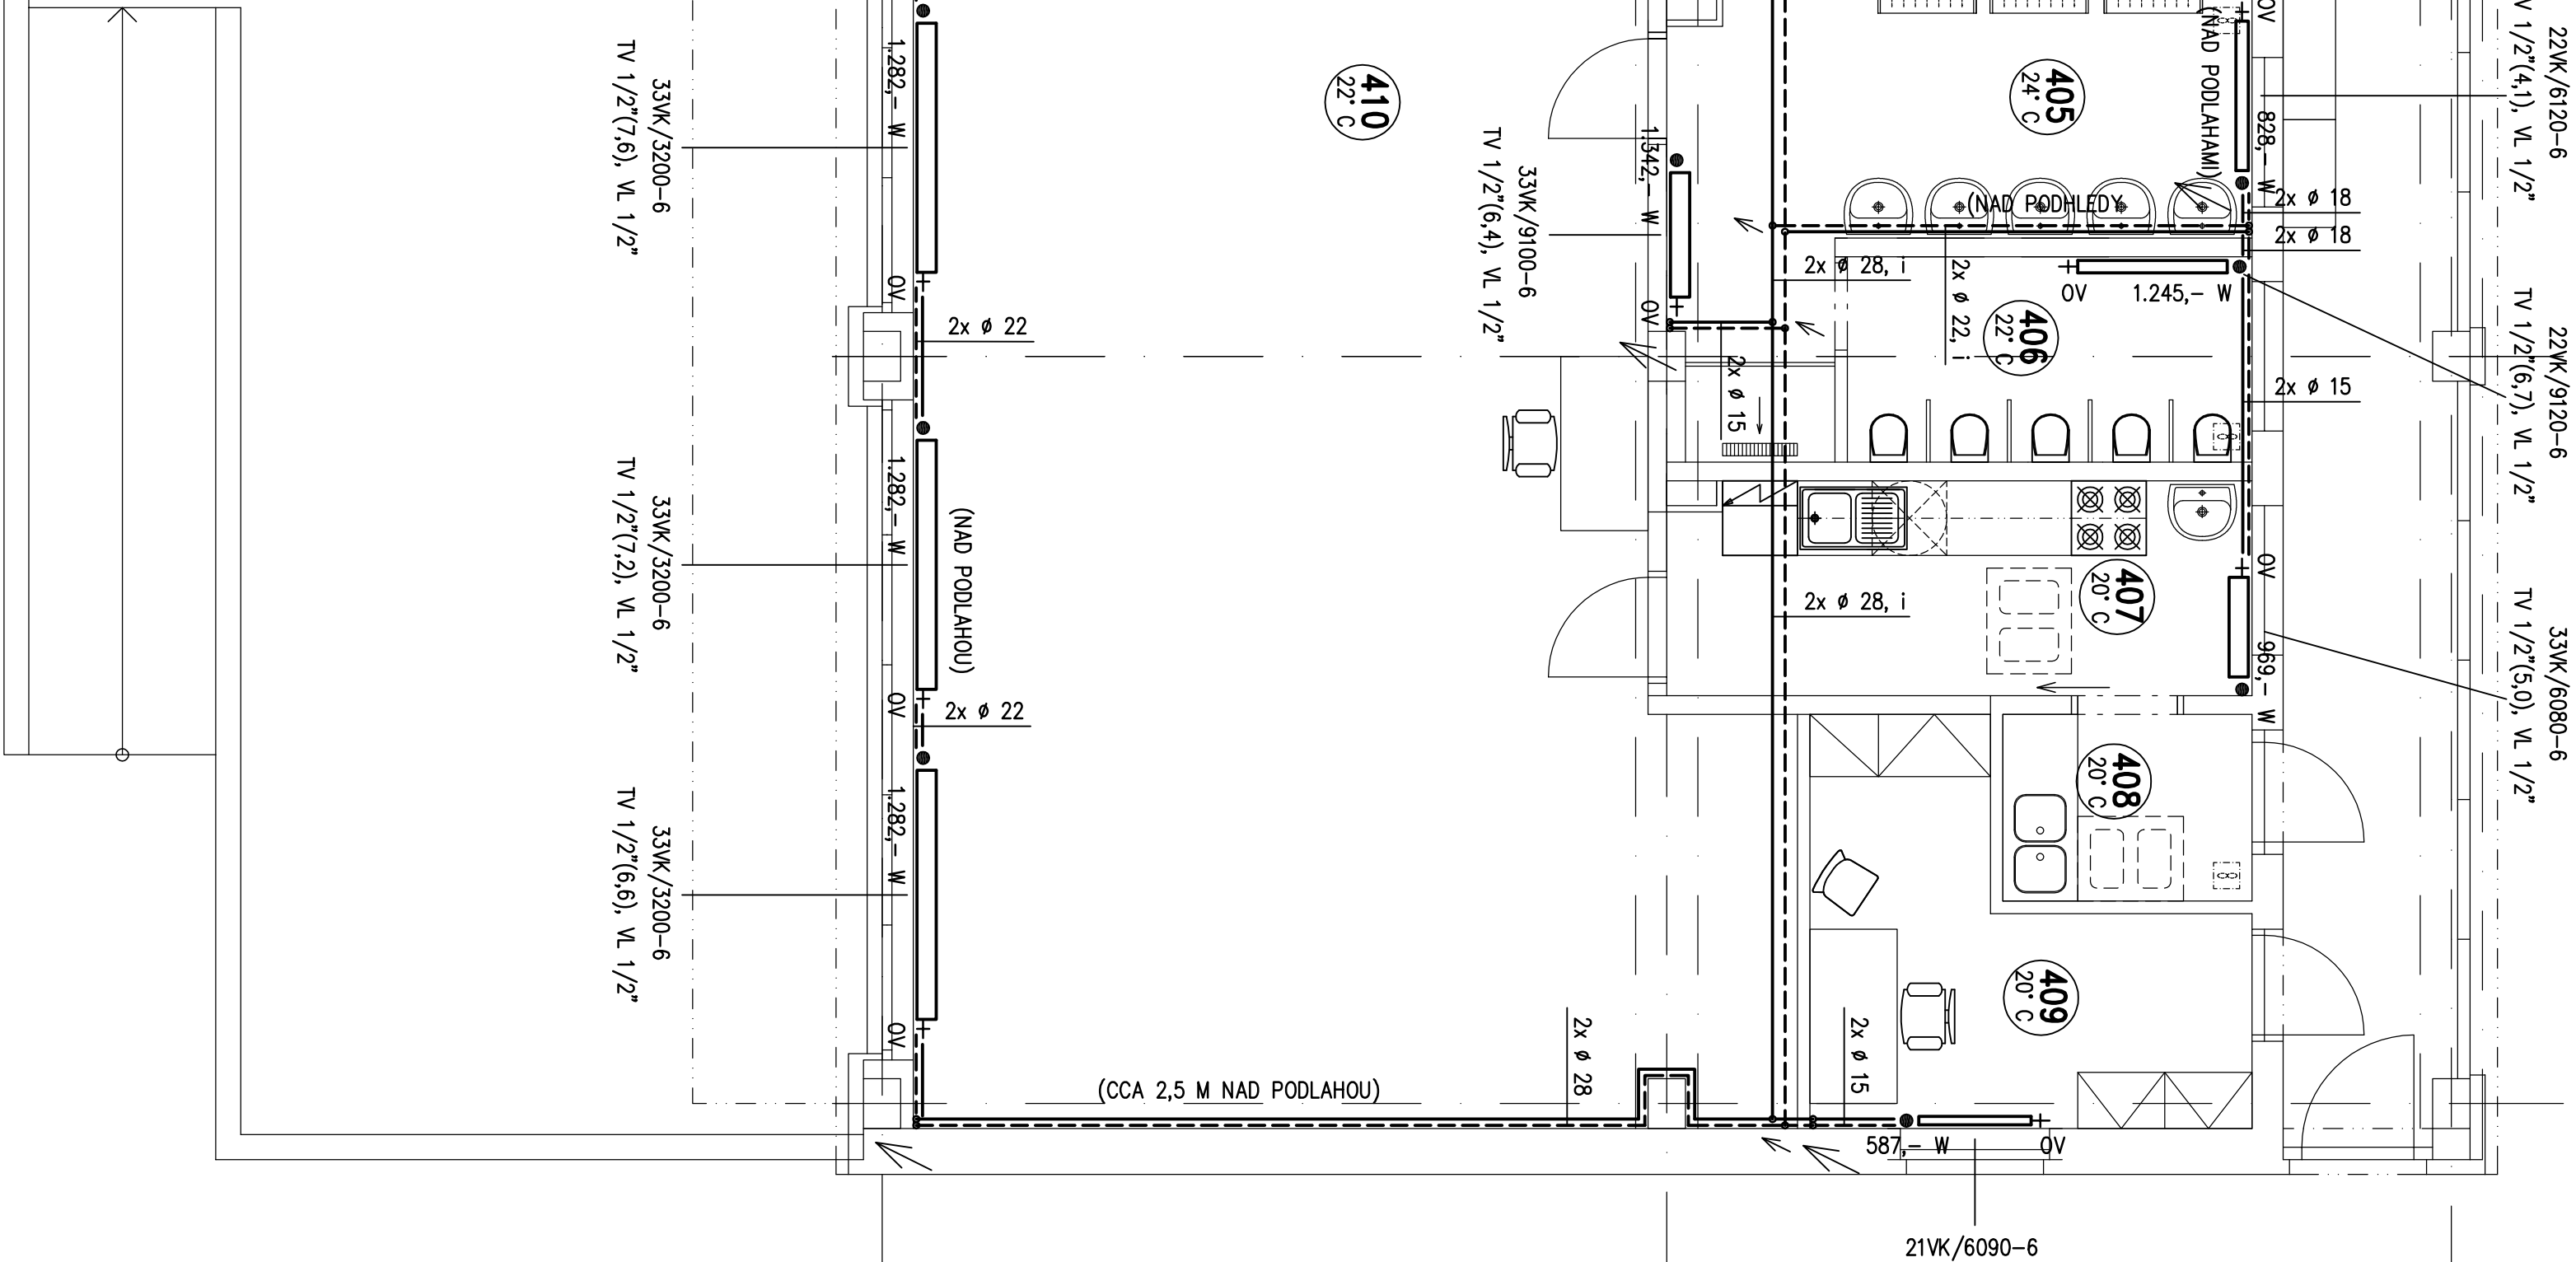 22VK/6120-6
TV 1/2"(4,1), VL 1/2"
22VK/9120-6
TV 1/2"(6,7), VL 1/2"
33VK/6080-6
TV 1/2"(5,0), VL 1/2"
OV
828,- W
(NAD PODLAHAMI)
405
24° C
2x ø 18
(NAD PODHLEDY
2x ø 18
2x ø 28, i
2x ø 22, i
OV
1.245,- W
406
22° C
2x ø 15
2x ø 15
OV
969,- W
407
20° C
2x ø 28, i
408
20° C
409
20° C
2x ø 15
587,- W
OV
21VK/6090-6
410
22° C
1.342,- W
OV
33VK/9100-6
TV 1/2"(6,4), VL 1/2"
1.282,- W
OV
33VK/3200-6
TV 1/2"(7,6), VL 1/2"
2x ø 22
1.282,- W
OV
33VK/3200-6
TV 1/2"(7,2), VL 1/2"
(NAD PODLAHOU)
2x ø 22
1.282,- W
OV
33VK/3200-6
TV 1/2"(6,6), VL 1/2"
(CCA 2,5 M NAD PODLAHOU)
2x ø 28